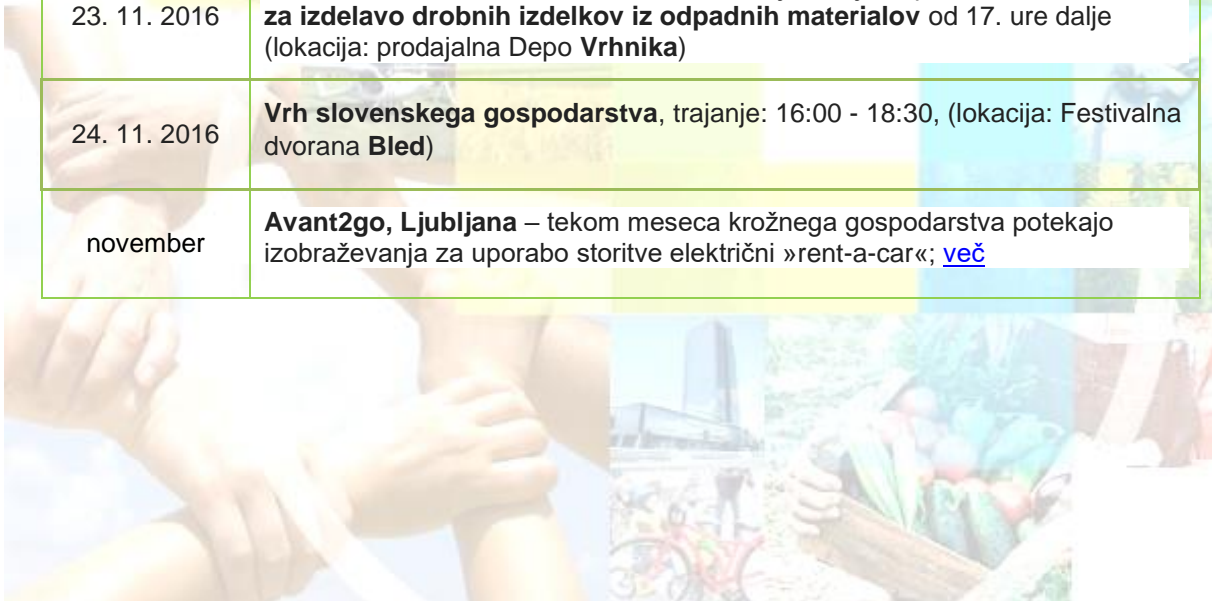 23. 11. 2016
za izdelavo drobnih izdelkov iz odpadnih materialov od 17. ure dalje
(lokacija: prodajalna Depo Vrhnika)
24. 11. 2016
Vrh slovenskega gospodarstva, trajanje: 16:00 - 18:30, (lokacija: Festivalna
dvorana Bled)
november
Avant2go, Ljubljana – tekom meseca krožnega gospodarstva potekajo
izobraževanja za uporabo storitve električni »rent-a-car«; več